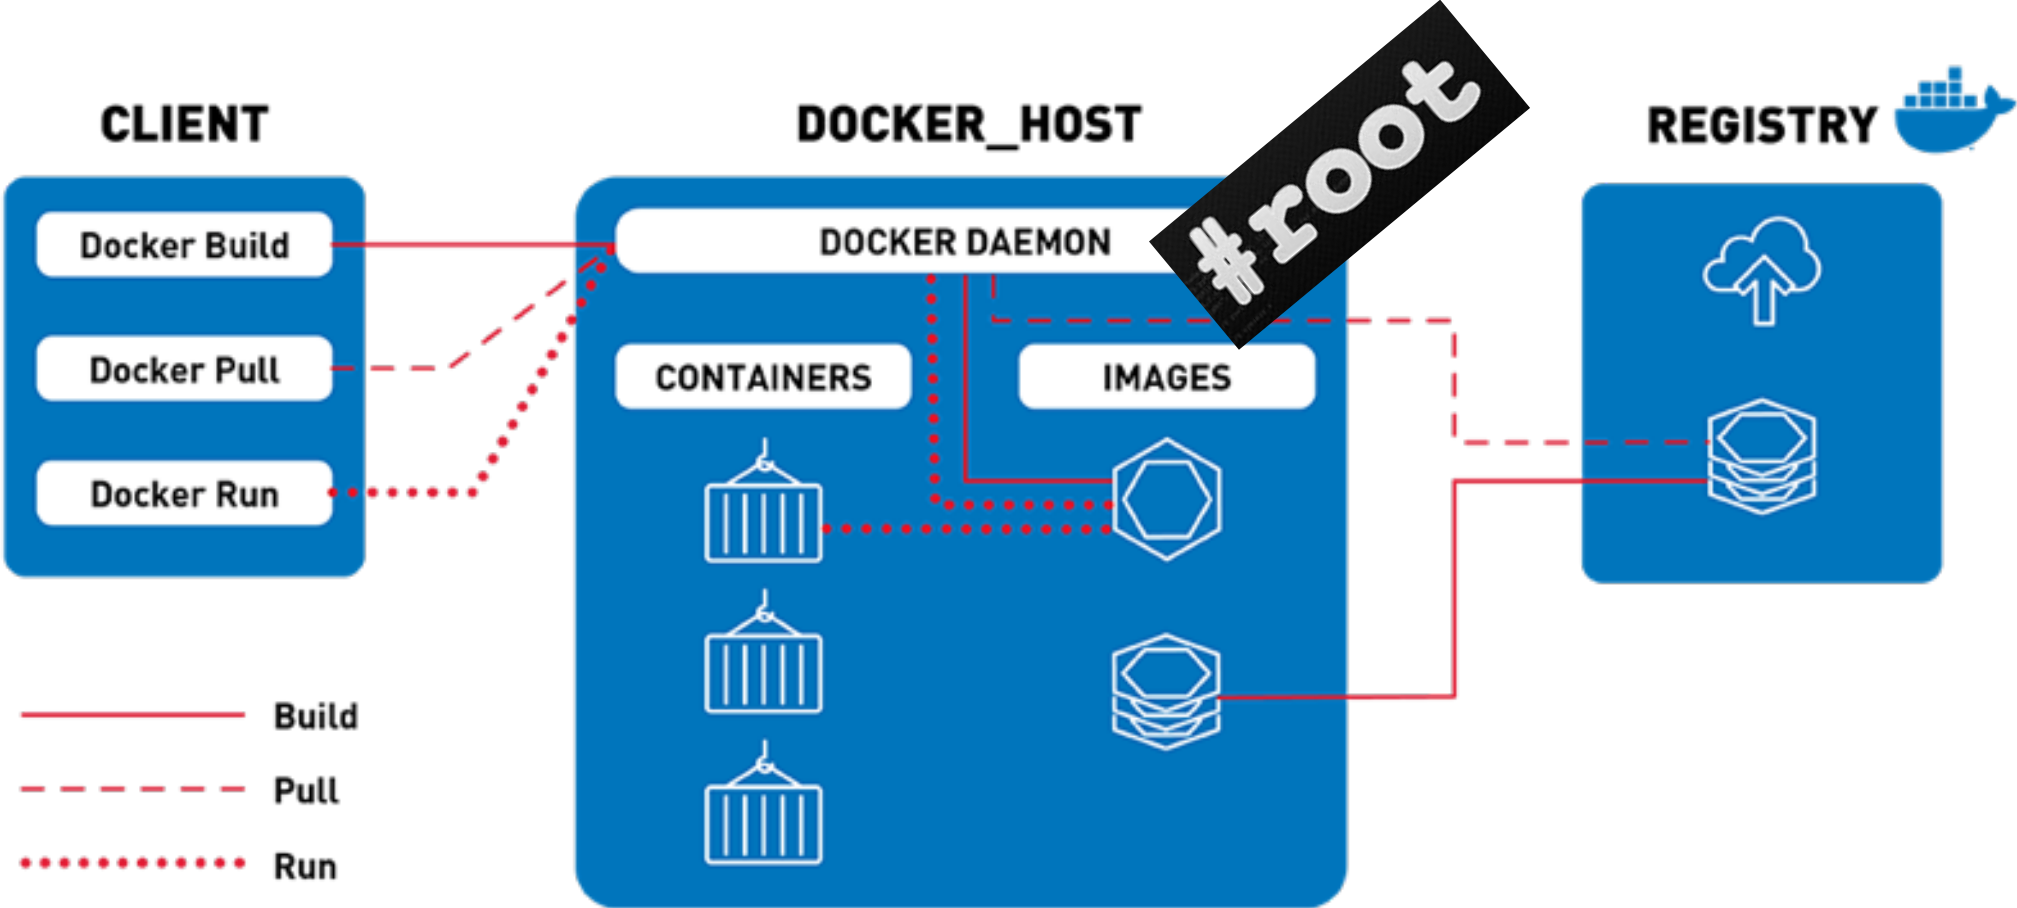 CLIENT
Docker Build
Docker Pull
Docker Run
Build
Pull
Run
DOCKER_HOST
DOCKER DAEMON
#root
CONTAINERS
IMAGES
REGISTRY